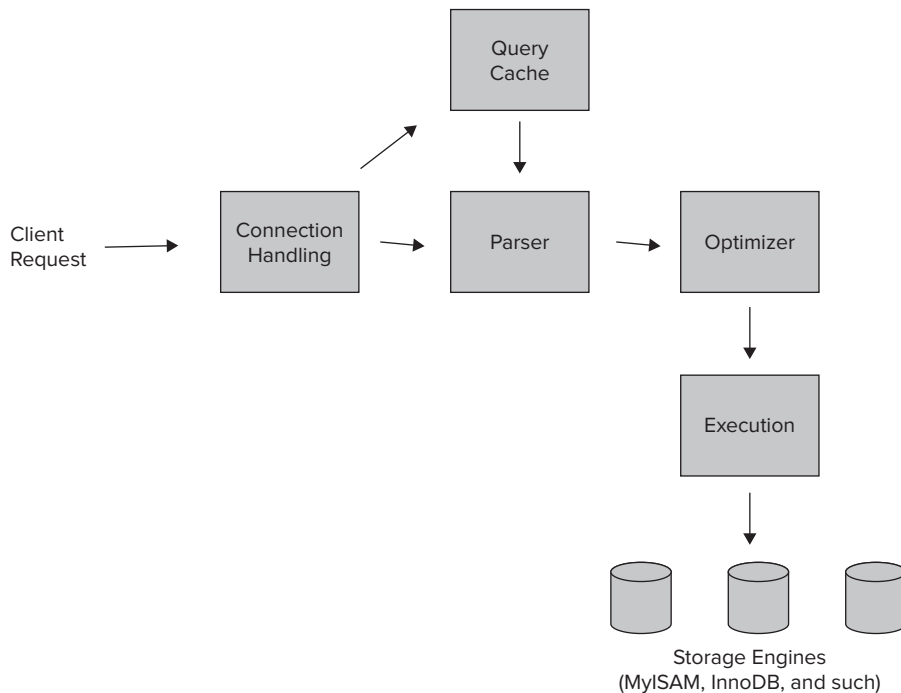 Query
Cache
Client
Request
Connection
Handling
Parser
Optimizer
Execution
Storage Engines
(MyISAM, InnoDB, and such)